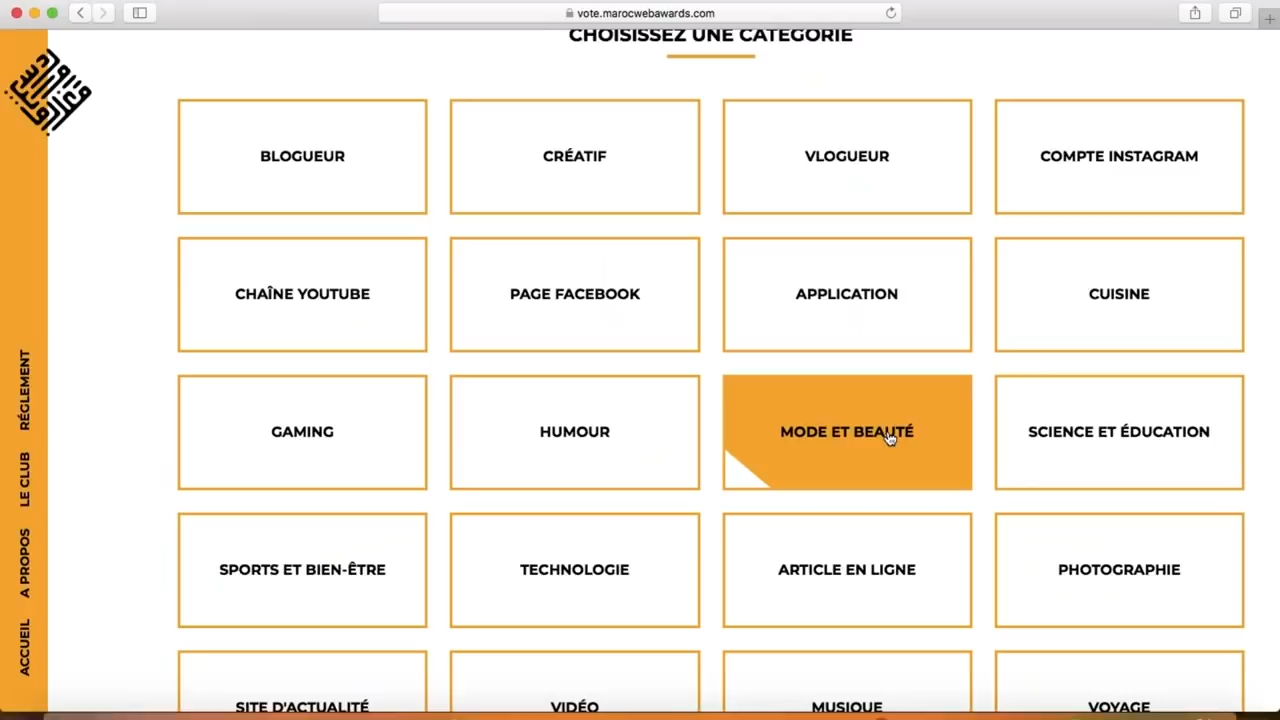 vote.marocwebawards.com
CHOISISSEZ UNE CATÉGORIE
BLOGUEUR
CRÉATIF
VLOGUEUR
COMPTE INSTAGRAM
CHAÎNE YOUTUBE
PAGE FACEBOOK
APPLICATION
CUISINE
GAMING
HUMOUR
MODE ET BEAUTÉ
SCIENCE ET ÉDUCATION
SPORTS ET BIEN-ÊTRE
TECHNOLOGIE
ARTICLE EN LIGNE
PHOTOGRAPHIE
SITE D'ACTUALITÉ
VIDÉO
MUSIQUE
VOYAGE
RÉGLEMENT
LE CLUB
A PROPOS
ACCUEIL